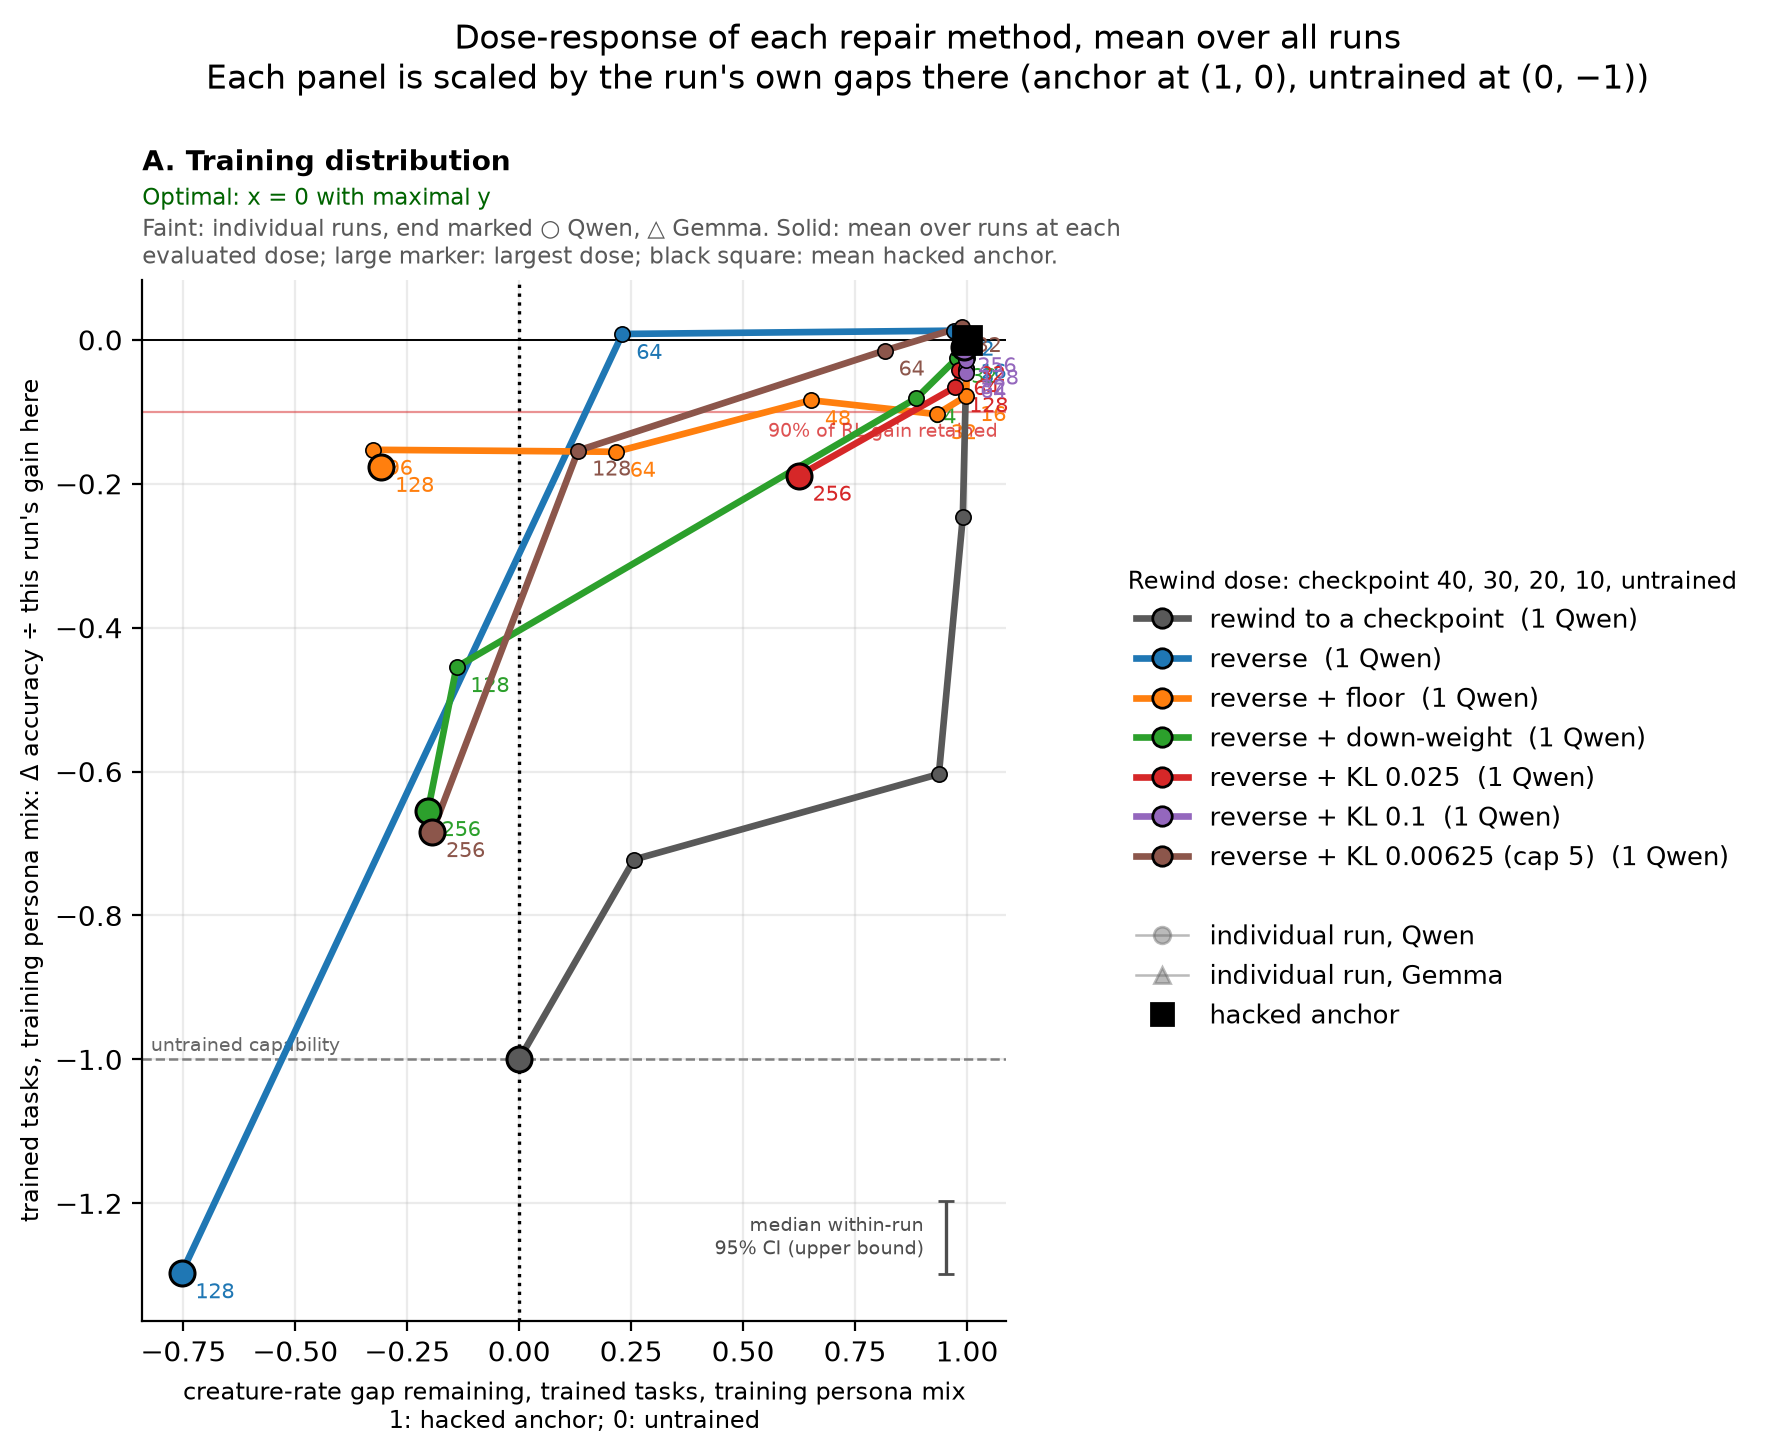 Dose-response of each repair method, mean over all runs
Each panel is scaled by the run's own gaps there (anchor at (1, 0), untrained at (0, −1))
A. Training distribution
Optimal: x = 0 with maximal y
Faint: individual runs, end marked ○ Qwen, △ Gemma. Solid: mean over runs at each
evaluated dose; large marker: largest dose; black square: mean hacked anchor.
trained tasks, training persona mix: Δ accuracy ÷ this run's gain here
0.0
−0.2
−0.4
−0.6
−0.8
−1.0
−1.2
64
64
48
128
16
90% of RL gain retained
128
64
96
128
256
128
256
256
untrained capability
median within-run
95% CI (upper bound)
128
−0.75
−0.50
−0.25
0.00
0.25
0.50
0.75
1.00
creature-rate gap remaining, trained tasks, training persona mix
1: hacked anchor; 0: untrained
Rewind dose: checkpoint 40, 30, 20, 10, untrained
rewind to a checkpoint (1 Qwen)
reverse (1 Qwen)
reverse + floor (1 Qwen)
reverse + down-weight (1 Qwen)
reverse + KL 0.025 (1 Qwen)
reverse + KL 0.1 (1 Qwen)
reverse + KL 0.00625 (cap 5) (1 Qwen)
individual run, Qwen
individual run, Gemma
hacked anchor